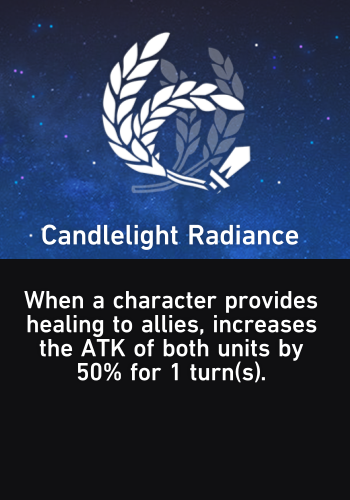 Candlelight Radiance
When a character provides
healing to allies, increases
the ATK of both units by
50% for 1 turn(s).